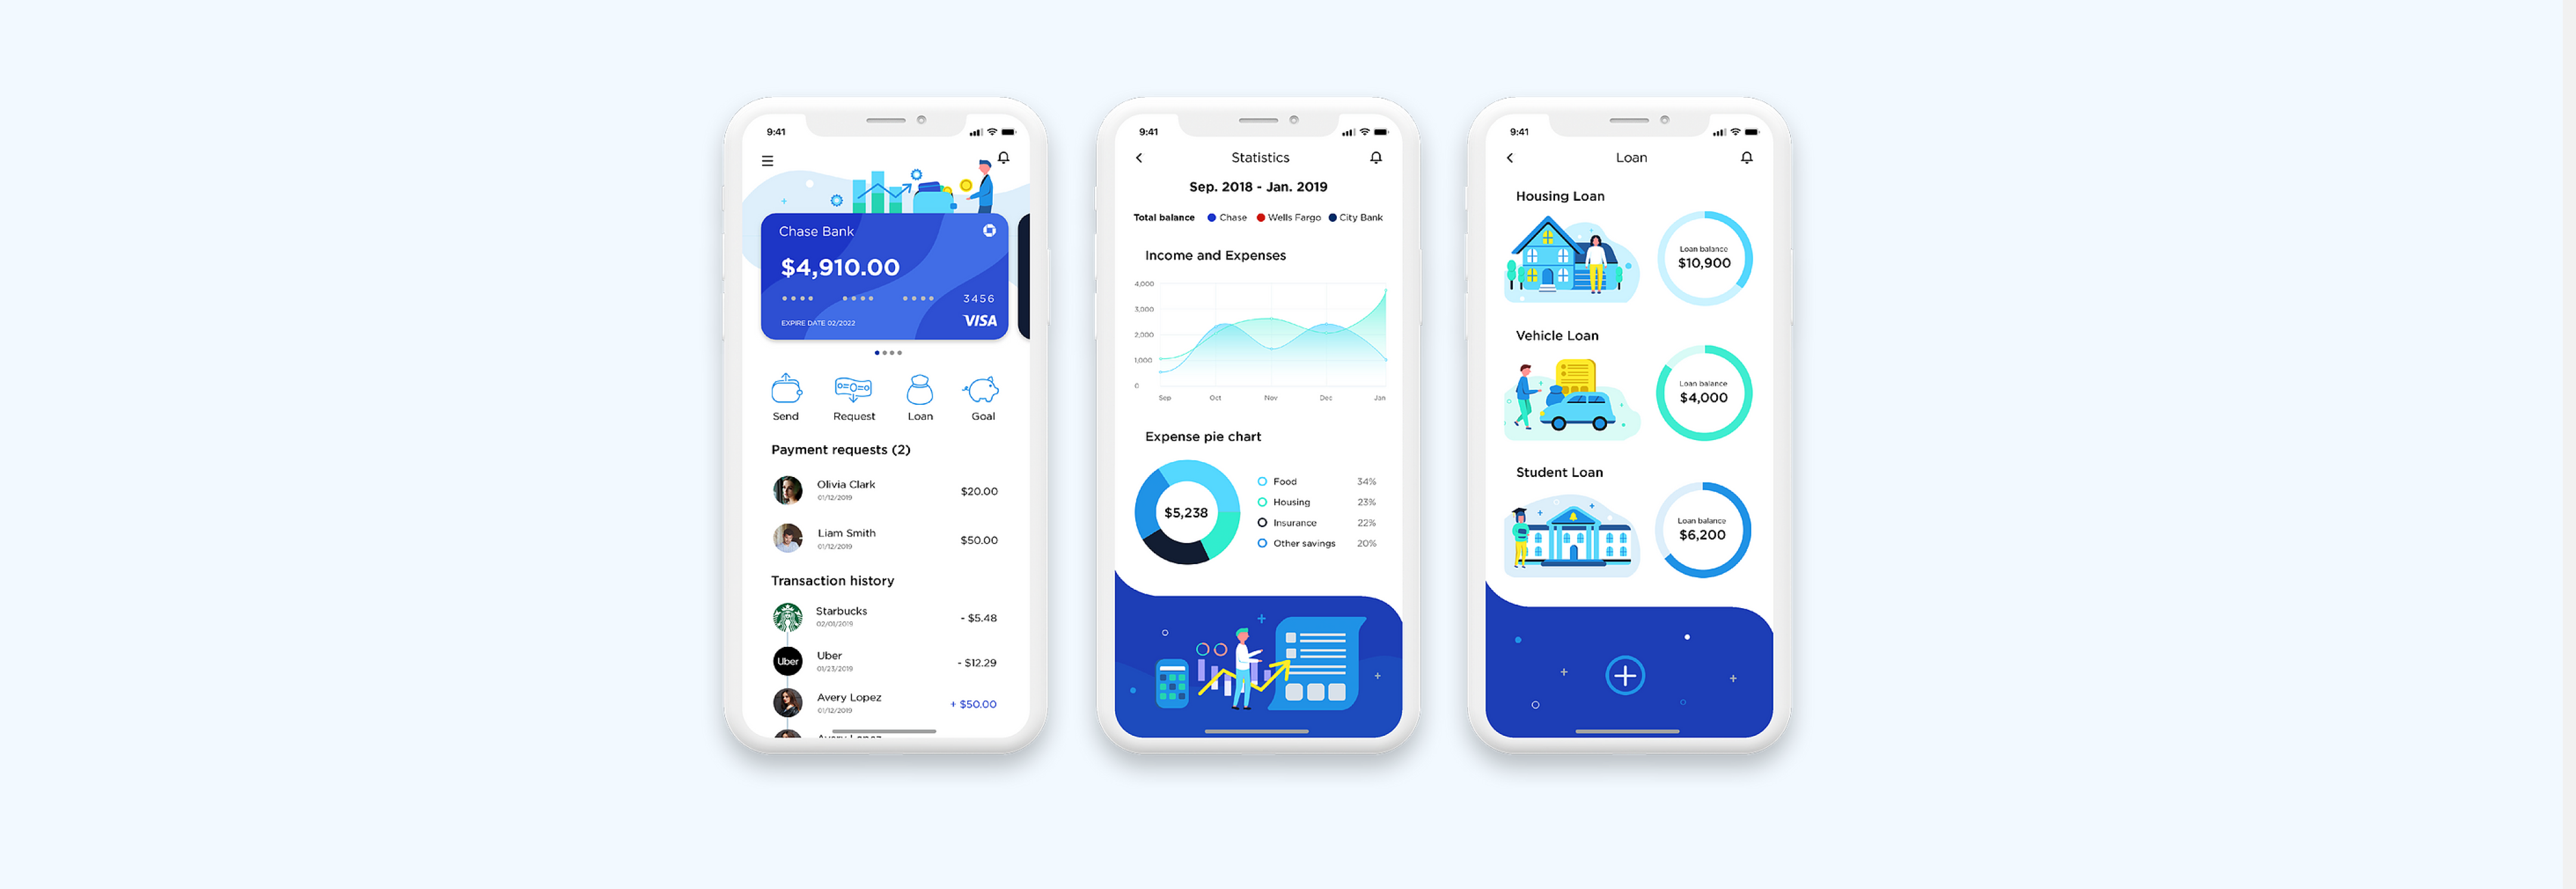 9:41
Chase Bank
$4,910.00
3456
EXPIRE DATE 02/2022
VISA
Send
Request
Loan
Goal
Payment requests (2)
Olivia Clark
$20.00
01/12/2019
Liam Smith
$50.00
01/12/2019
Transaction history
Starbucks
- $5.48
02/01/2019
Uber
Uber
- $12.29
01/23/2019
Avery Lopez
+ $50.00
01/12/2019
Avery Lopez
9:41
Statistics
Sep. 2018 - Jan. 2019
Total balance Chase Wells Fargo City Bank
Income and Expenses
4,000
3,000
2,000
1,000
0
Sep Oct Nov Dec Jan
Expense pie chart
$5,238
Food 34%
Housing 23%
Insurance 22%
Other savings 20%
9:41
Loan
Housing Loan
Loan balance
$10,900
Vehicle Loan
Loan balance
$4,000
Student Loan
Loan balance
$6,200